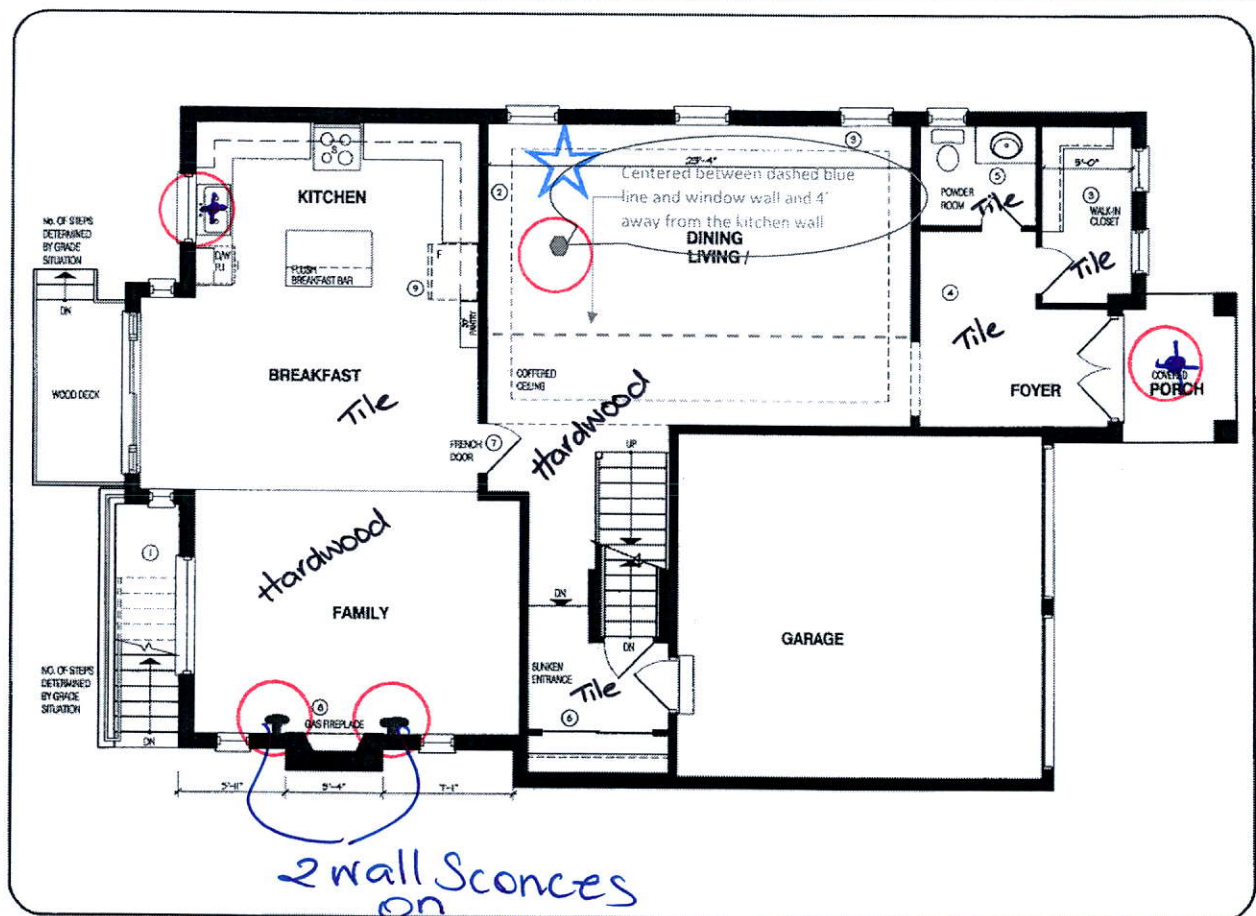 KITCHEN
S
No. OF STEPS
DETERMINED
BY GRADE
SITUATION
DN
D/W
R.I
FLUSH
BREAKFAST BAR
F
9
PANTRY
2
23'-4"
3
Centered between dashed blue
line and window wall and 4'
away from the kitchen wall
DINING
LIVING /
POWDER
ROOM
5
Tile
5'-0"
3
WALK-IN
CLOSET
Tile
4
Tile
FOYER
COVERED
PORCH
WOOD DECK
BREAKFAST
Tile
COFFERED
CEILING
FRENCH
DOOR
7
Hardwood
UP
1
Hardwood
FAMILY
DN
DN
SUNKEN
ENTRANCE
Tile
6
GARAGE
NO. OF STEPS
DETERMINED
BY GRADE
SITUATION
DN
8
GAS FIREPLACE
5'-11"
5'-4"
7'-1"
2 wall Sconces
on